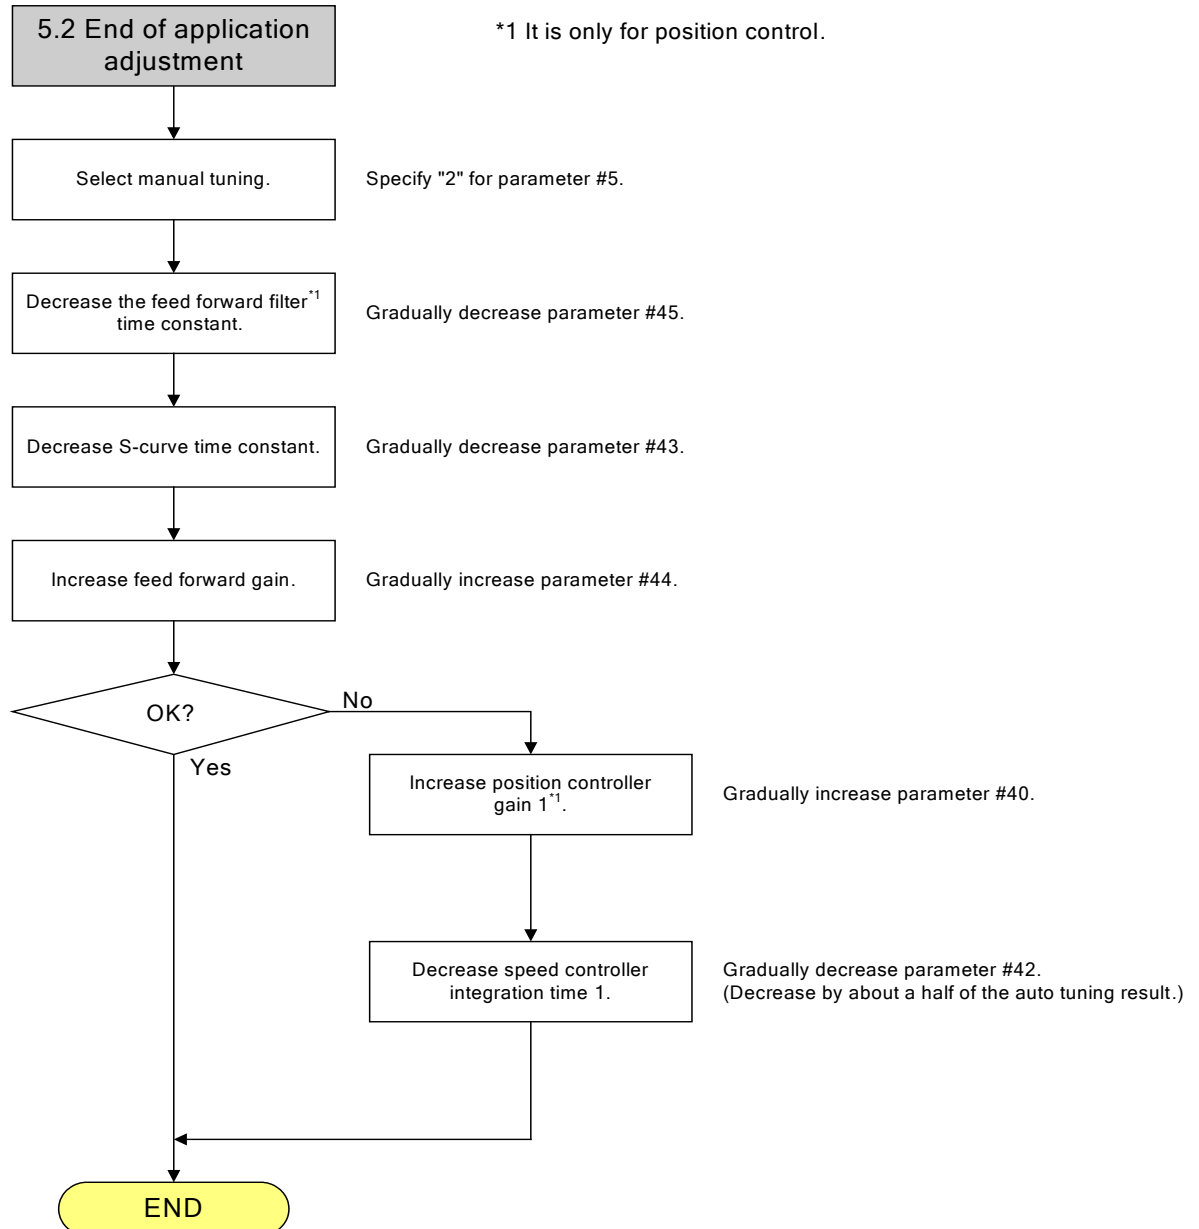 5.2 End of application
adjustment
*1 It is only for position control.
Select manual tuning.
Specify "2" for parameter #5.
Decrease the feed forward filter*1
time constant.
Gradually decrease parameter #45.
Decrease S-curve time constant.
Gradually decrease parameter #43.
Increase feed forward gain.
Gradually increase parameter #44.
OK?
No
Yes
Increase position controller
gain 1*1.
Gradually increase parameter #40.
Decrease speed controller
integration time 1.
Gradually decrease parameter #42.
(Decrease by about a half of the auto tuning result.)
END